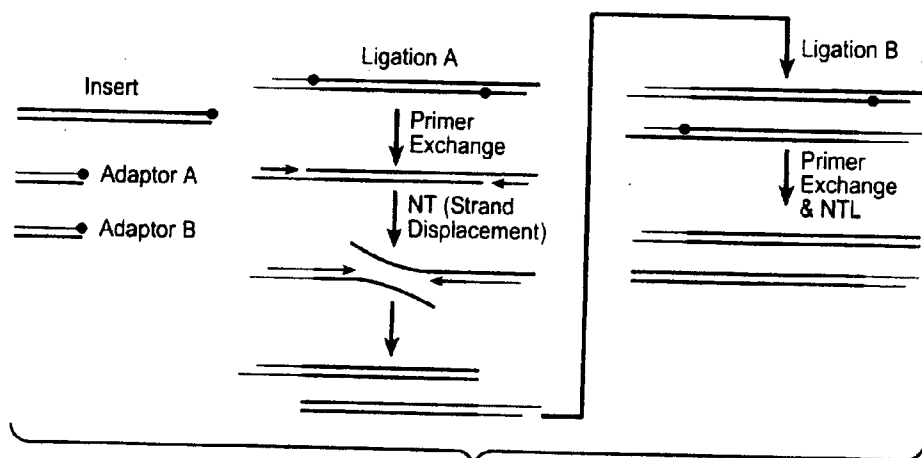 Insert
Adaptor A
Adaptor B
Ligation A
Primer
Exchange
NT (Strand
Displacement)
Ligation B
Primer
Exchange
& NTL